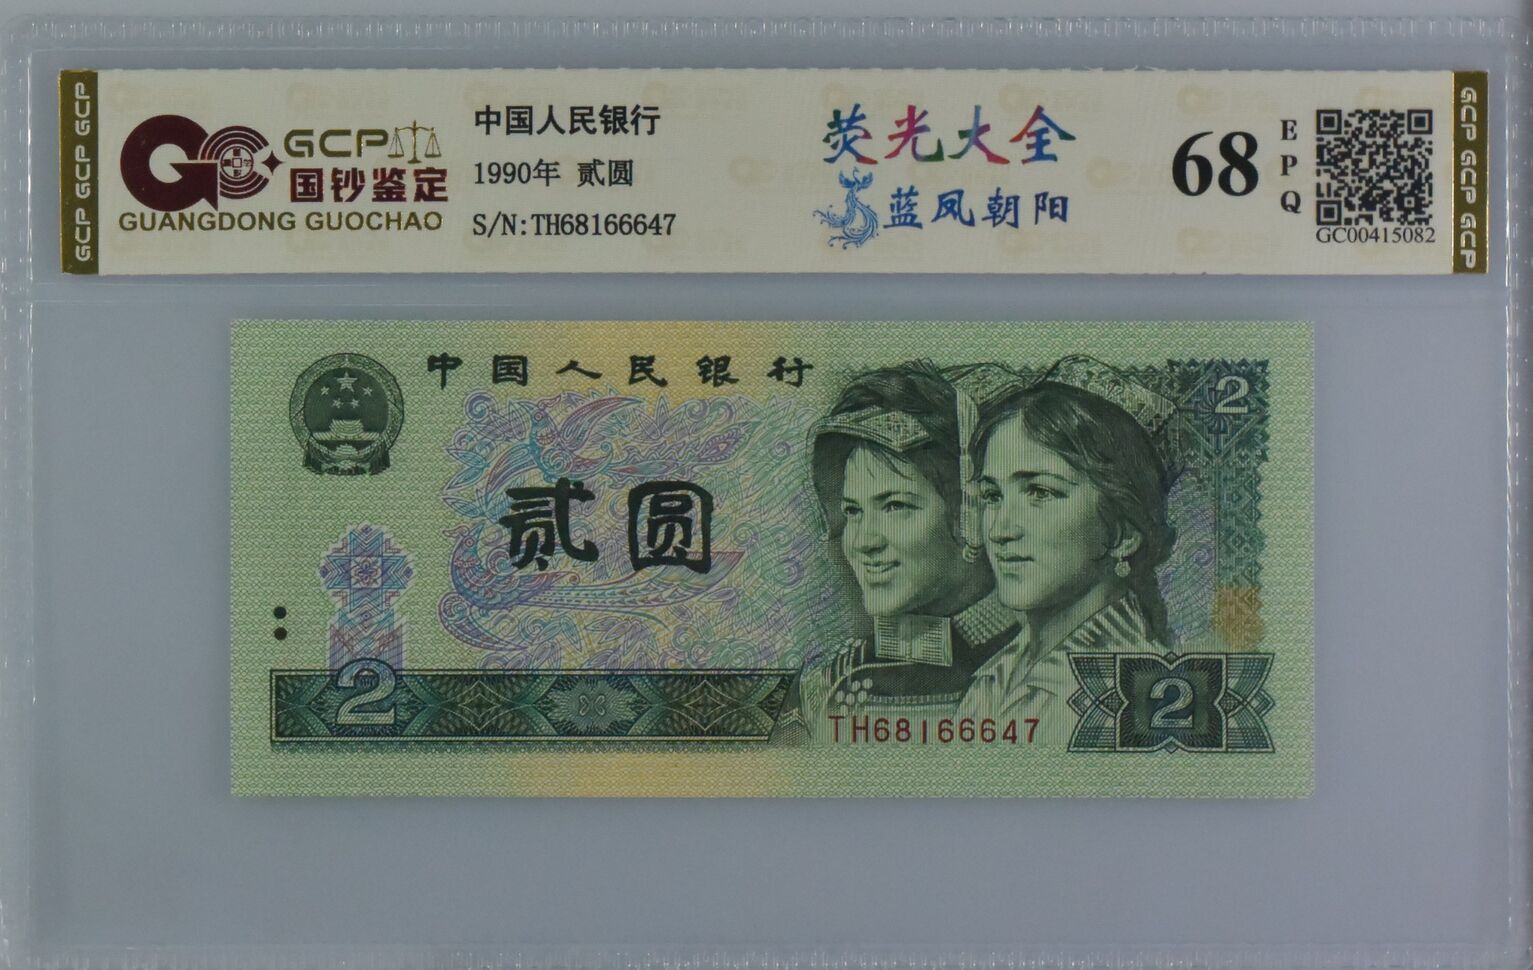 GCP GCP GCP
GCP
国钞鉴定
GUANGDONG GUOCHAO
中国人民银行
1990年 贰圆
S/N:TH68166647
荧光大全
蓝凤朝阳
68
EPQ
GC00415082
GCP GCP GCP
中国人民银行
2
贰圆
2
TH68166647
2